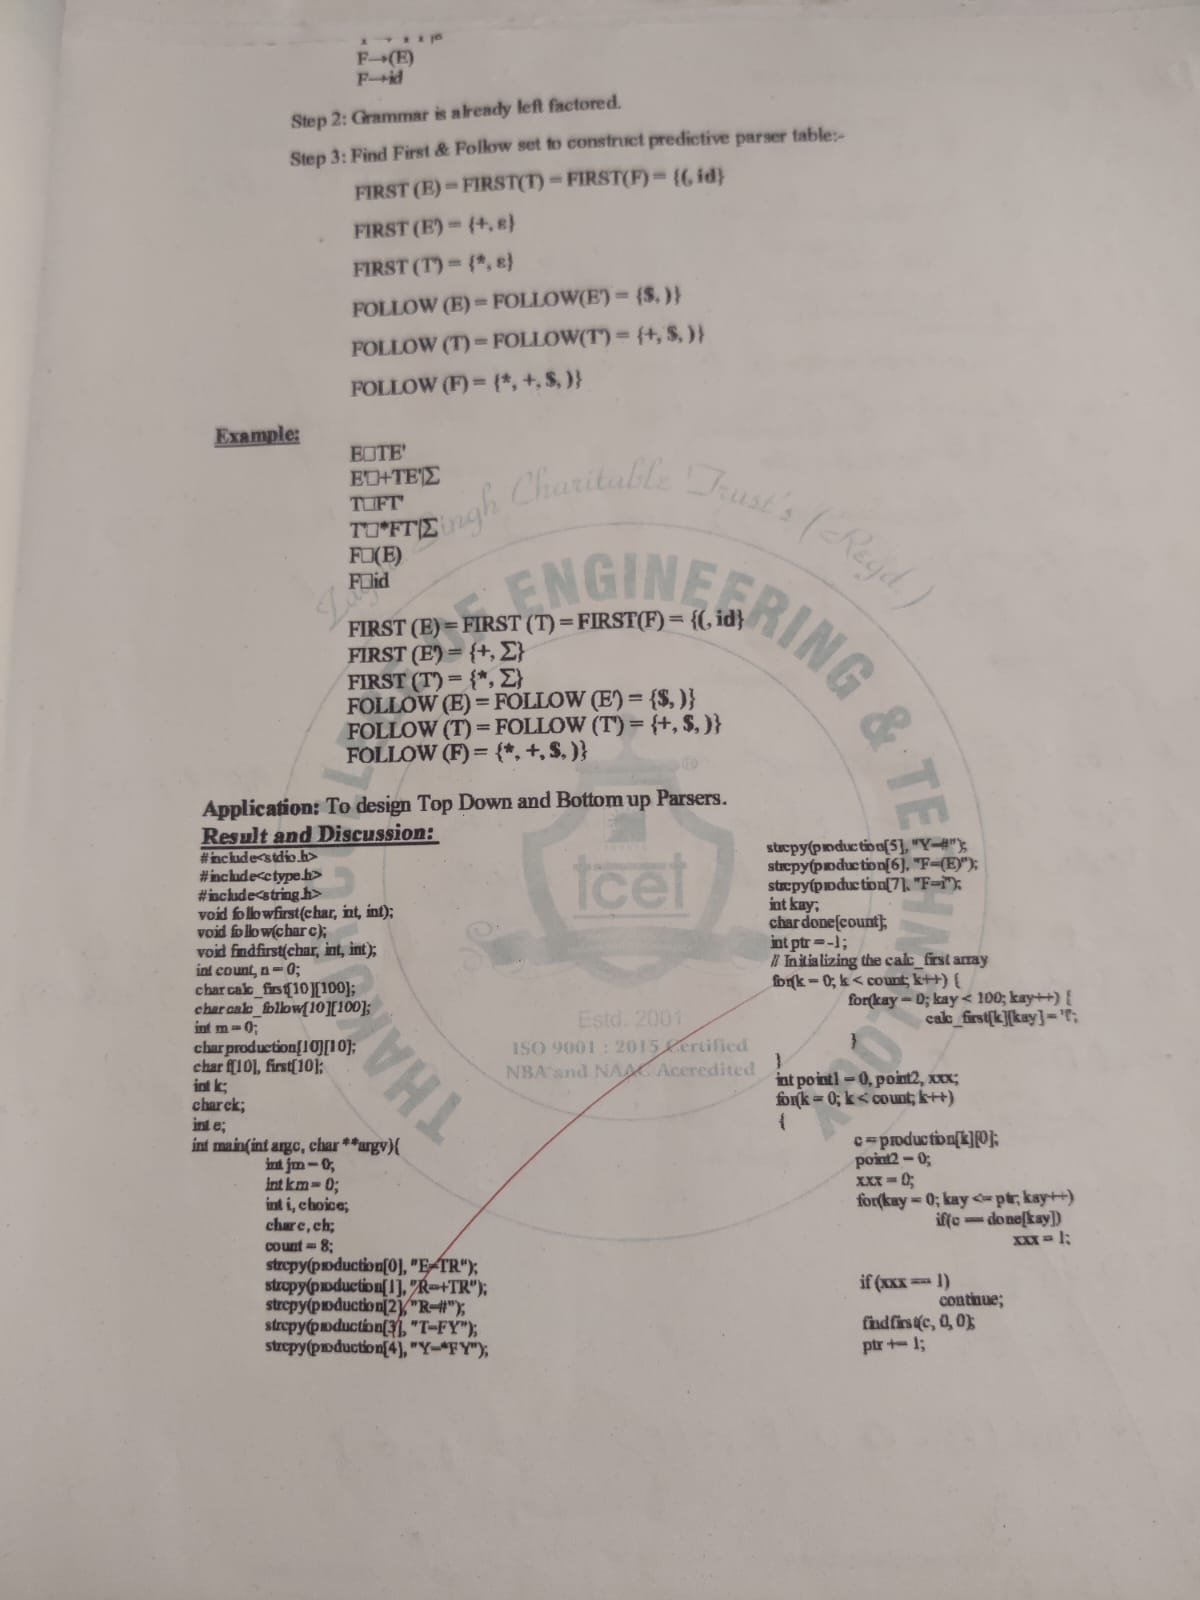 F→(E)
F→id
Step 2: Grammar is already left factored.
Step 3: Find First & Follow set to construct predictive parser table:-
FIRST (E) = FIRST(T) = FIRST(F) = {(, id}
FIRST (E') = {+, ε}
FIRST (T') = {*, ε}
FOLLOW (E) = FOLLOW(E') = {$, )}
FOLLOW (T) = FOLLOW(T') = {+, $, )}
FOLLOW (F) = {*, +, $, )}
Example:
E□TE'
E'□+TE'|Σ
T□FT'
T'□*FT'|Σ
F□(E)
F□id
FIRST (E) = FIRST (T) = FIRST(F) = {(, id}
FIRST (E') = {+, Σ}
FIRST (T') = {*, Σ}
FOLLOW (E) = FOLLOW (E') = {$, )}
FOLLOW (T) = FOLLOW (T') = {+, $, )}
FOLLOW (F) = {*, +, $, )}
Application: To design Top Down and Bottom up Parsers.
Result and Discussion:
#include<stdio.h>
#include<ctype.h>
#include<string.h>
void followfirst(char, int, int);
void follow(char c);
void findfirst(char, int, int);
int count, n = 0;
char calc_first[10][100];
char calc_follow[10][100];
int m = 0;
char production[10][10];
char f[10], first[10];
int k;
char ck;
int e;
int main(int argc, char **argv){
int jm = 0;
int km = 0;
int i, choice;
char c, ch;
count = 8;
strcpy(production[0], "E=TR");
strcpy(production[1], "R=+TR");
strcpy(production[2], "R=#");
strcpy(production[3], "T=FY");
strcpy(production[4], "Y=*FY");
strcpy(production[5], "Y=#");
strcpy(production[6], "F=(E)");
strcpy(production[7], "F=i");
int kay;
char done[count];
int ptr = -1;
// Initializing the calc_first array
for(k = 0; k < count; k++) {
for(kay = 0; kay < 100; kay++) {
calc_first[k][kay] = '!';
}
}
int point1 = 0, point2, xxx;
for(k = 0; k < count; k++)
{
c = production[k][0];
point2 = 0;
xxx = 0;
for(kay = 0; kay <= ptr; kay++)
if(c == done[kay])
xxx = 1;
if (xxx == 1)
continue;
findfirst(c, 0, 0);
ptr += 1;
Singh Charitable Trust's (Regd.)
THAKUR COLLEGE OF ENGINEERING & TECHNOLOGY
®
tcet
Estd. 2001
ISO 9001 : 2015 Certified
NBA and NAAC Accredited